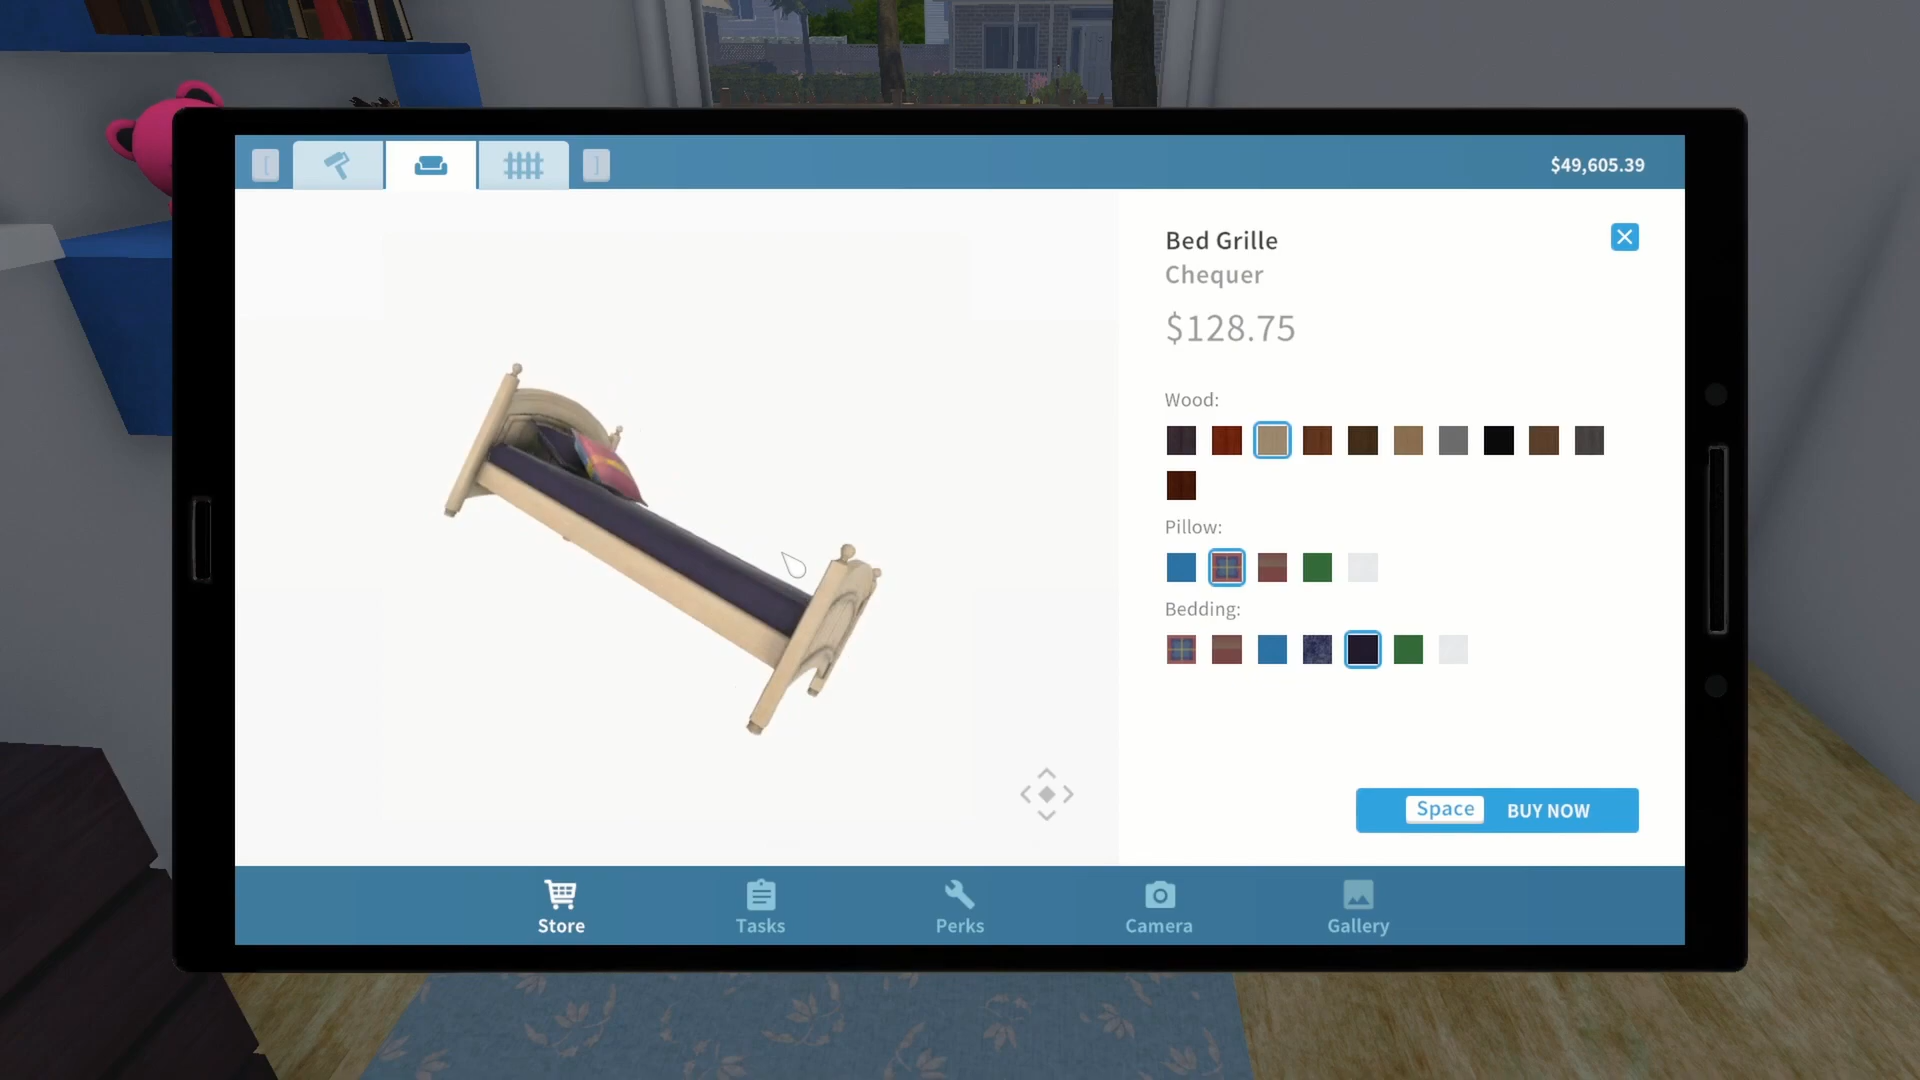 [
]
$49,605.39
Bed Grille
Chequer
$128.75
Wood:
Pillow:
Bedding:
Space BUY NOW
Store Tasks Perks Camera Gallery